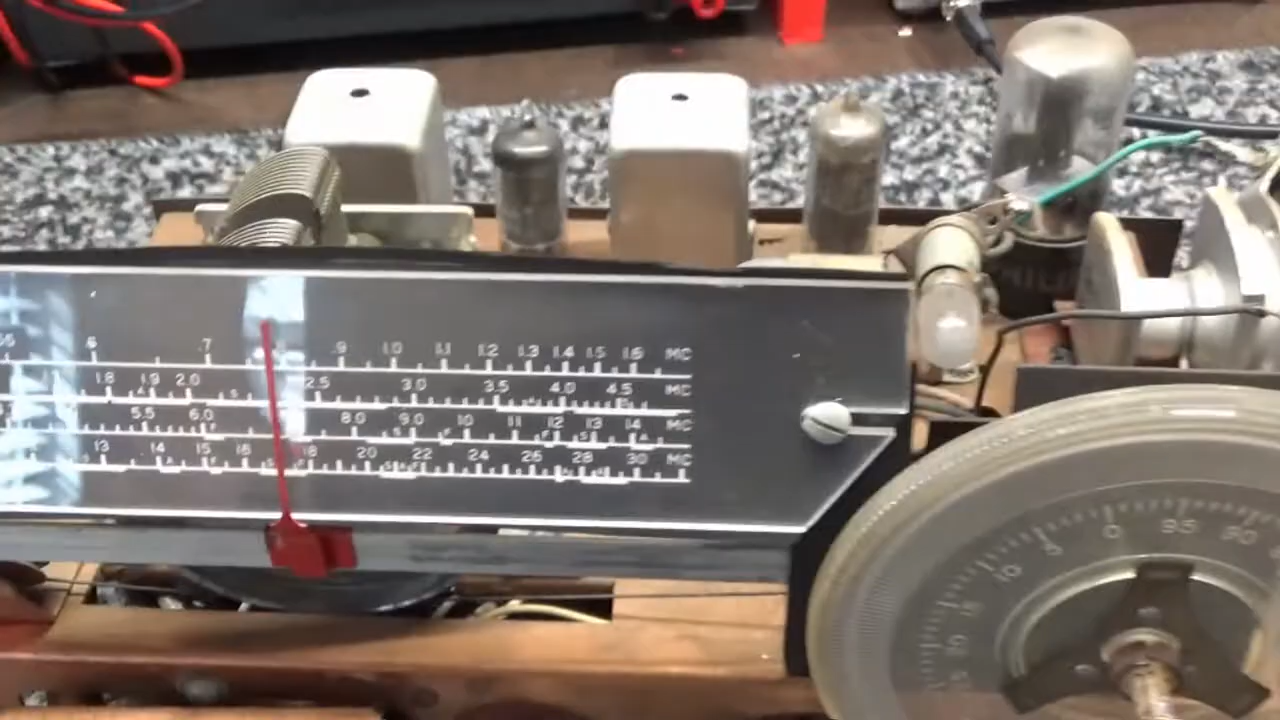 .6 .7 .9 1.0 1.1 1.2 1.3 1.4 1.5 1.6 MC
1.8 1.9 2.0 2.5 3.0 3.5 4.0 4.5 MC
5.5 6.0 8.0 9.0 10 11 12 13 14 MC
13 14 15 16 18 20 22 24 26 28 30 MC
10 5 0 95 90